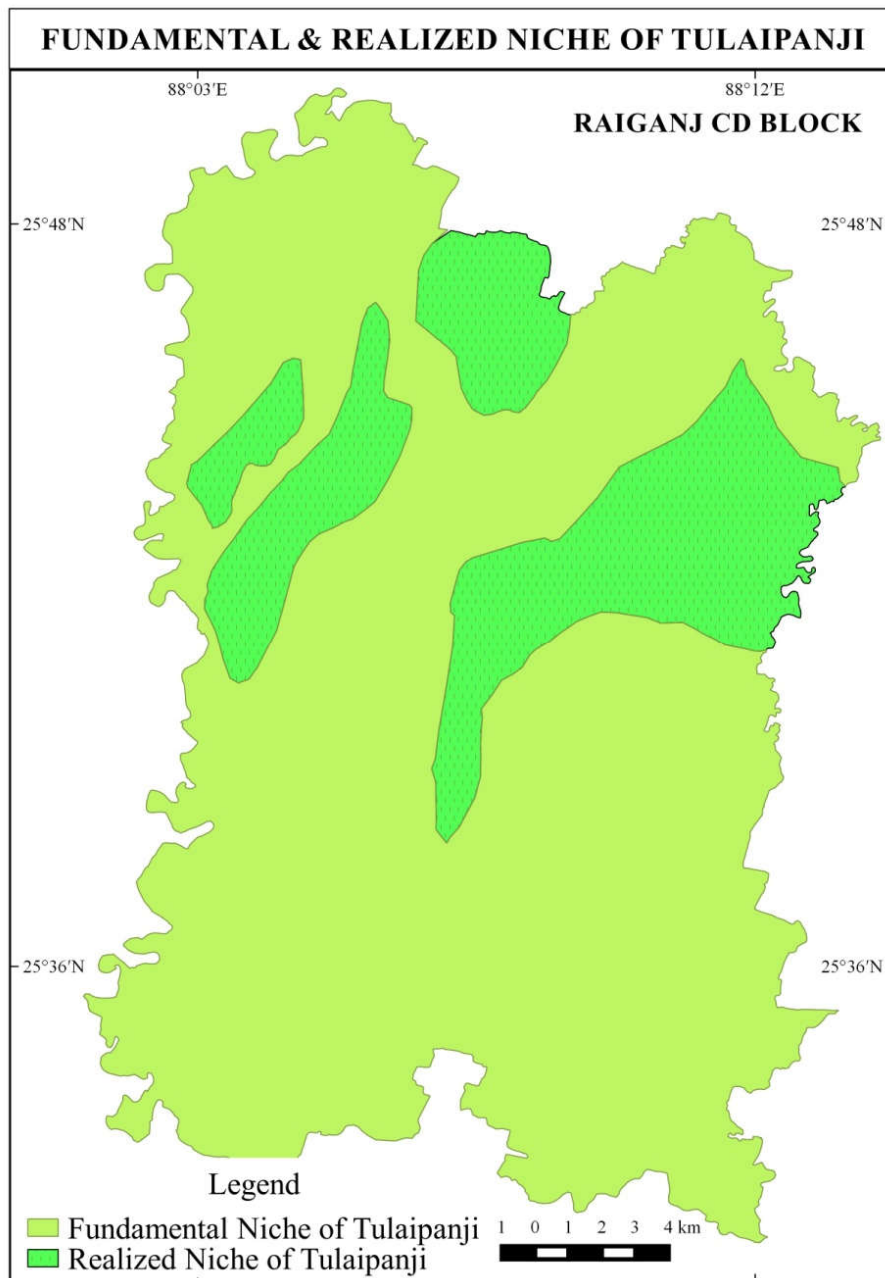 FUNDAMENTAL & REALIZED NICHE OF TULAIPANJI
88°03'E 88°12'E
RAIGANJ CD BLOCK
25°48'N 25°48'N
25°36'N 25°36'N
Legend
Fundamental Niche of Tulaipanji
Realized Niche of Tulaipanji
1 0 1 2 3 4 km